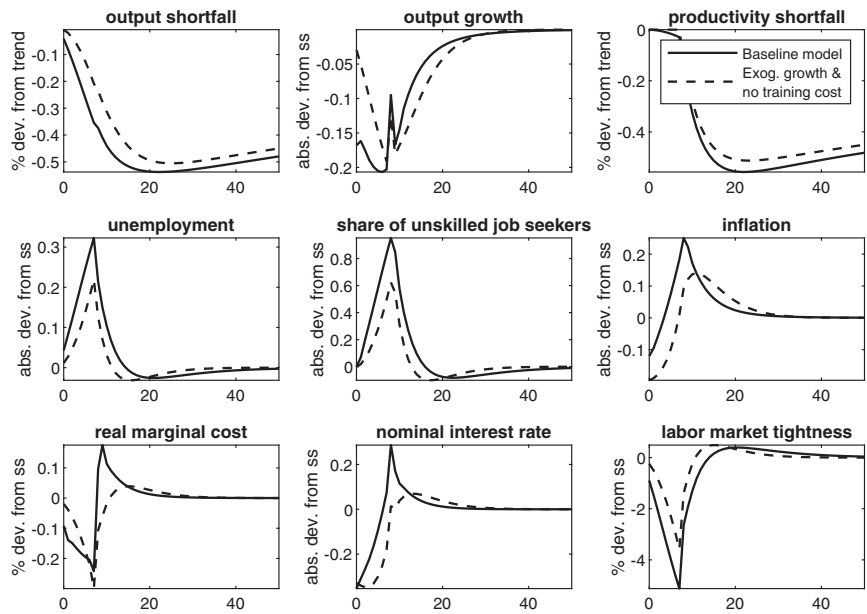 output shortfall
% dev. from trend
-0.1
-0.2
-0.3
-0.4
-0.5
0 20 40
output growth
abs. dev. from ss
-0.05
-0.1
-0.15
-0.2
0 20 40
productivity shortfall
% dev. from trend
0
-0.2
-0.4
0 20 40
Baseline model
Exog. growth &
no training cost
unemployment
abs. dev. from ss
0.3
0.2
0.1
0
0 20 40
share of unskilled job seekers
abs. dev. from ss
0.8
0.6
0.4
0.2
0
0 20 40
inflation
abs. dev. from ss
0.2
0.1
0
-0.1
0 20 40
real marginal cost
% dev. from ss
0.1
0
-0.1
-0.2
0 20 40
nominal interest rate
abs. dev. from ss
0.2
0
-0.2
0 20 40
labor market tightness
% dev. from ss
0
-2
-4
0 20 40